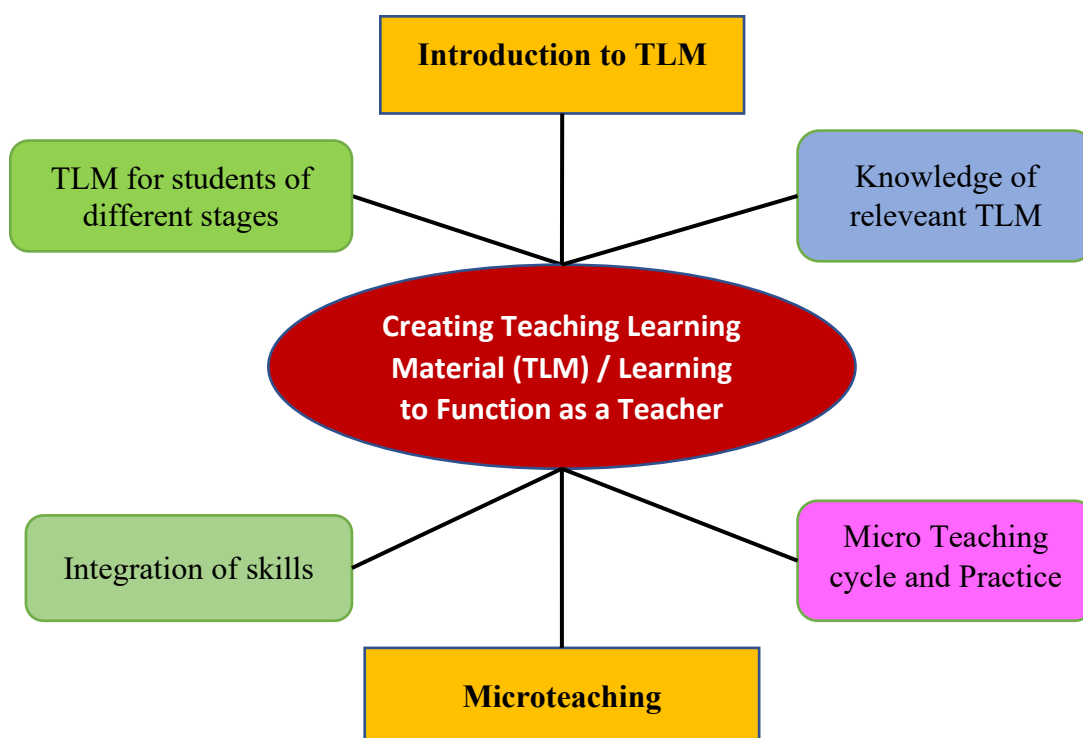 Introduction to TLM
TLM for students of
different stages
Knowledge of
releveant TLM
Creating Teaching Learning
Material (TLM) / Learning
to Function as a Teacher
Integration of skills
Micro Teaching
cycle and Practice
Microteaching